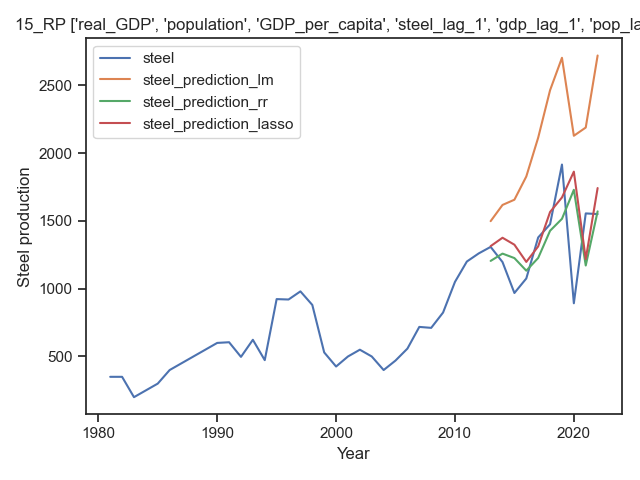 15_RP ['real_GDP', 'population', 'GDP_per_capita', 'steel_lag_1', 'gdp_lag_1', 'pop_la
steel
steel_prediction_lm
steel_prediction_rr
steel_prediction_lasso
Steel production
2500
2000
1500
1000
500
1980
1990
2000
2010
2020
Year